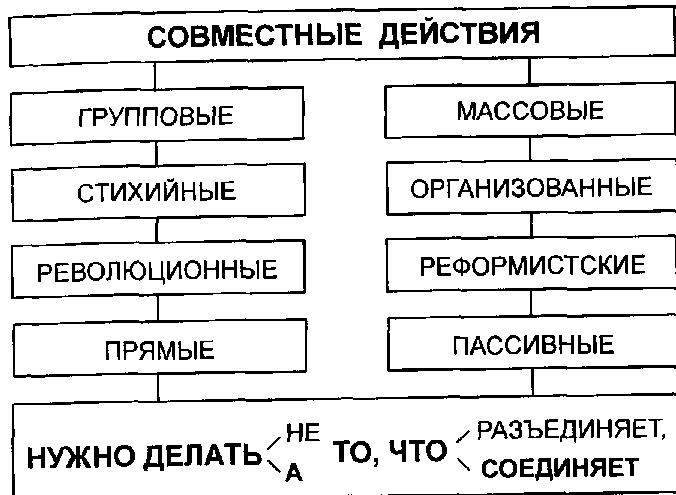 СОВМЕСТНЫЕ ДЕЙСТВИЯ
ГРУППОВЫЕ
МАССОВЫЕ
СТИХИЙНЫЕ
ОРГАНИЗОВАННЫЕ
РЕВОЛЮЦИОННЫЕ
РЕФОРМИСТСКИЕ
ПРЯМЫЕ
ПАССИВНЫЕ
НУЖНО ДЕЛАТЬ НЕ ТО, ЧТО РАЗЪЕДИНЯЕТ,
А СОЕДИНЯЕТ